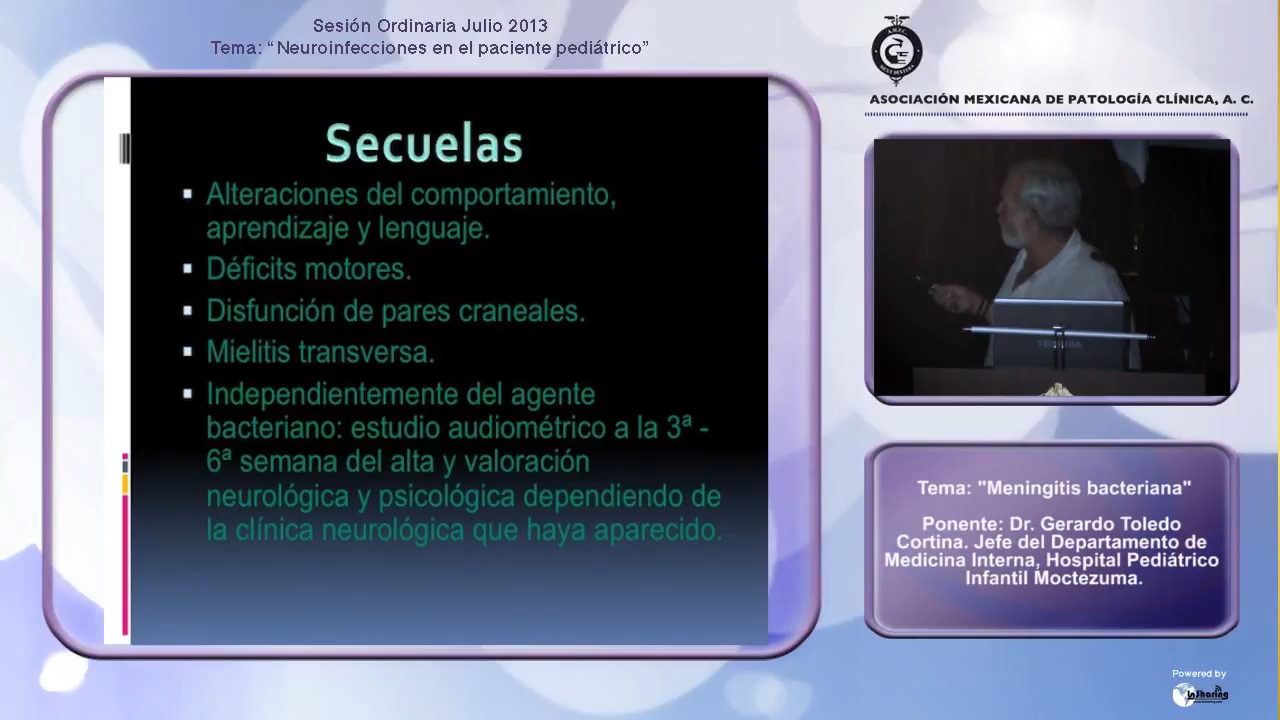 Sesión Ordinaria Julio 2013
Tema: “Neuroinfecciones en el paciente pediátrico”
ASOCIACIÓN MEXICANA DE PATOLOGÍA CLÍNICA, A. C.
Secuelas
Alteraciones del comportamiento,
aprendizaje y lenguaje.
Déficits motores.
Disfunción de pares craneales.
Mielitis transversa.
Independientemente del agente
bacteriano: estudio audiométrico a la 3ª -
6ª semana del alta y valoración
neurológica y psicológica dependiendo de
la clínica neurológica que haya aparecido.
TOSHIBA
Tema: "Meningitis bacteriana"
Ponente: Dr. Gerardo Toledo
Cortina. Jefe del Departamento de
Medicina Interna, Hospital Pediátrico
Infantil Moctezuma.
Powered by